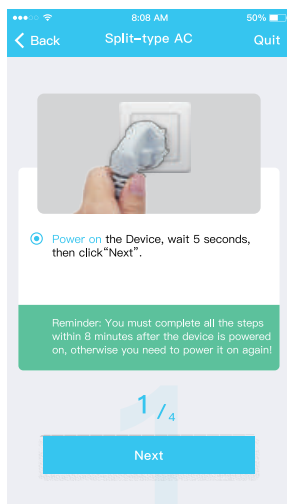 8:08 AM
50%
Back
Split-type AC
Quit
Power on the Device, wait 5 seconds,
then click“Next”.
Reminder: You must complete all the steps
within 8 minutes after the device is powered
on, otherwise you need to power it on again!
1 / 4
Next